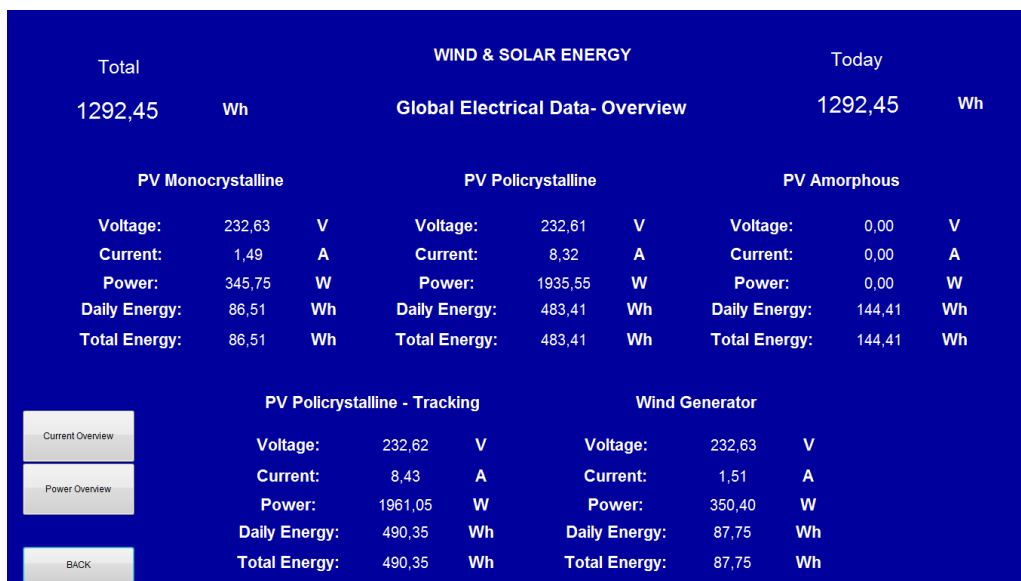 WIND & SOLAR ENERGY
Total
Today
1292,45 Wh
Global Electrical Data- Overview
1292,45 Wh
PV Monocrystalline
Voltage: 232,63 V
Current: 1,49 A
Power: 345,75 W
Daily Energy: 86,51 Wh
Total Energy: 86,51 Wh
PV Policrystalline
Voltage: 232,61 V
Current: 8,32 A
Power: 1935,55 W
Daily Energy: 483,41 Wh
Total Energy: 483,41 Wh
PV Amorphous
Voltage: 0,00 V
Current: 0,00 A
Power: 0,00 W
Daily Energy: 144,41 Wh
Total Energy: 144,41 Wh
PV Policrystalline - Tracking
Voltage: 232,62 V
Current: 8,43 A
Power: 1961,05 W
Daily Energy: 490,35 Wh
Total Energy: 490,35 Wh
Wind Generator
Voltage: 232,63 V
Current: 1,51 A
Power: 350,40 W
Daily Energy: 87,75 Wh
Total Energy: 87,75 Wh
Current Overview
Power Overview
BACK